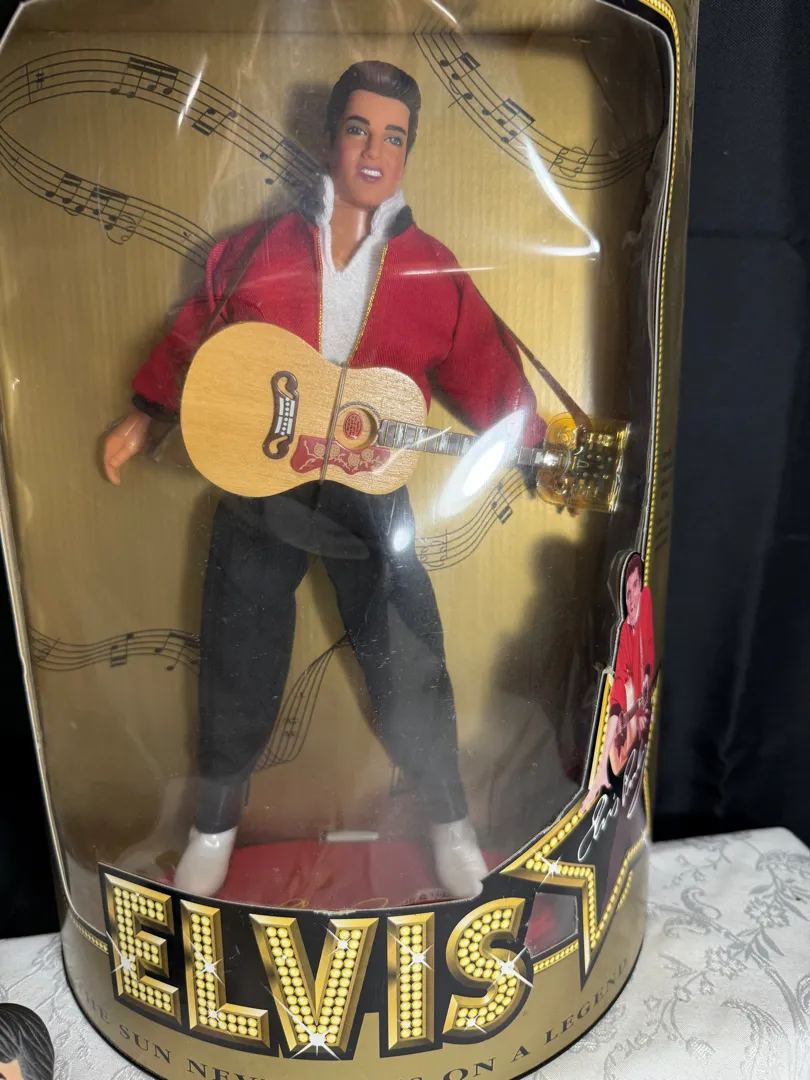 ELVIS
THE SUN NEV ON A LEGEND